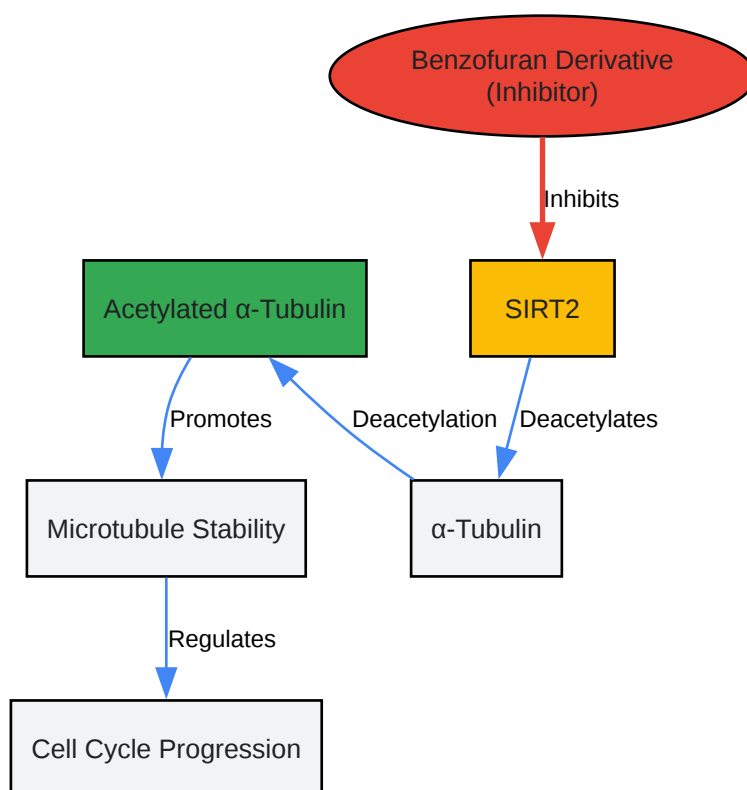 Benzofuran Derivative
(Inhibitor)
Inhibits
Acetylated α-Tubulin
SIRT2
Promotes
Deacetylation
Deacetylates
Microtubule Stability
α-Tubulin
Regulates
Cell Cycle Progression